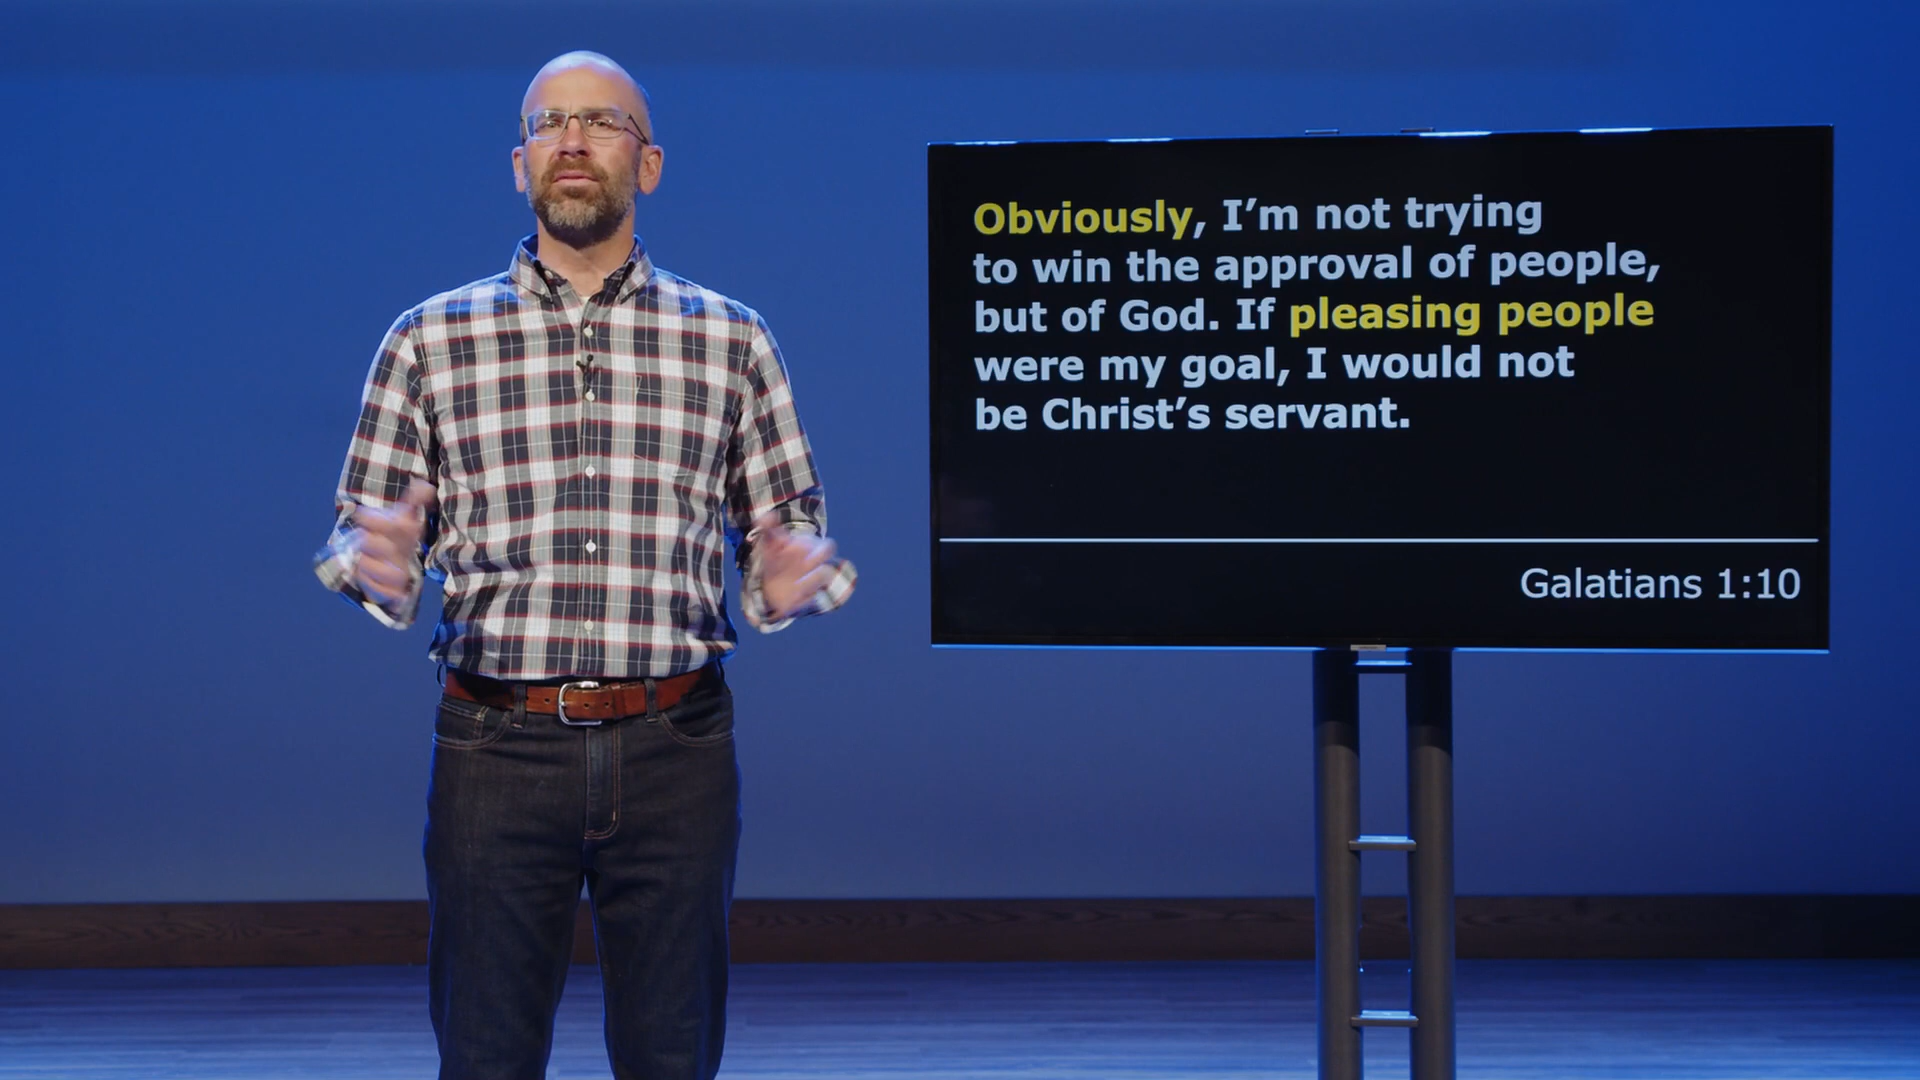 Obviously, I’m not trying
to win the approval of people,
but of God. If pleasing people
were my goal, I would not
be Christ’s servant.
Galatians 1:10